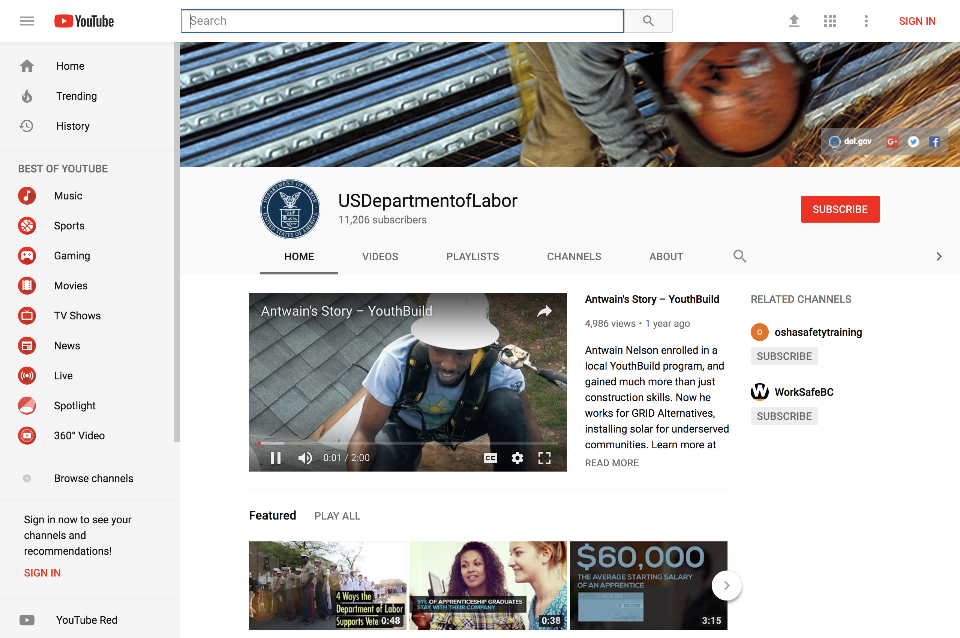 YouTube
Search
SIGN IN
Home
Trending
History
BEST OF YOUTUBE
Music
Sports
Gaming
Movies
TV Shows
News
Live
Spotlight
360° Video
Browse channels
Sign in now to see your
channels and
recommendations!
SIGN IN
YouTube Red
dol.gov
G+
USDepartmentofLabor
11,206 subscribers
SUBSCRIBE
HOME
VIDEOS
PLAYLISTS
CHANNELS
ABOUT
Antwain's Story – YouthBuild
0:01 / 2:00
CC
Antwain's Story – YouthBuild
4,986 views • 1 year ago
Antwain Nelson enrolled in a
local YouthBuild program, and
gained much more than just
construction skills. Now he
works for GRID Alternatives,
installing solar for underserved
communities. Learn more at
READ MORE
RELATED CHANNELS
O
oshasafetytraining
SUBSCRIBE
W
WorkSafeBC
SUBSCRIBE
Featured
PLAY ALL
4 Ways the
Department of Labor
Supports Vete
0:48
91% OF APPRENTICESHIP GRADUATES
STAY WITH THEIR COMPANY
0:38
$60,000
THE AVERAGE STARTING SALARY
OF AN APPRENTICE
3:15